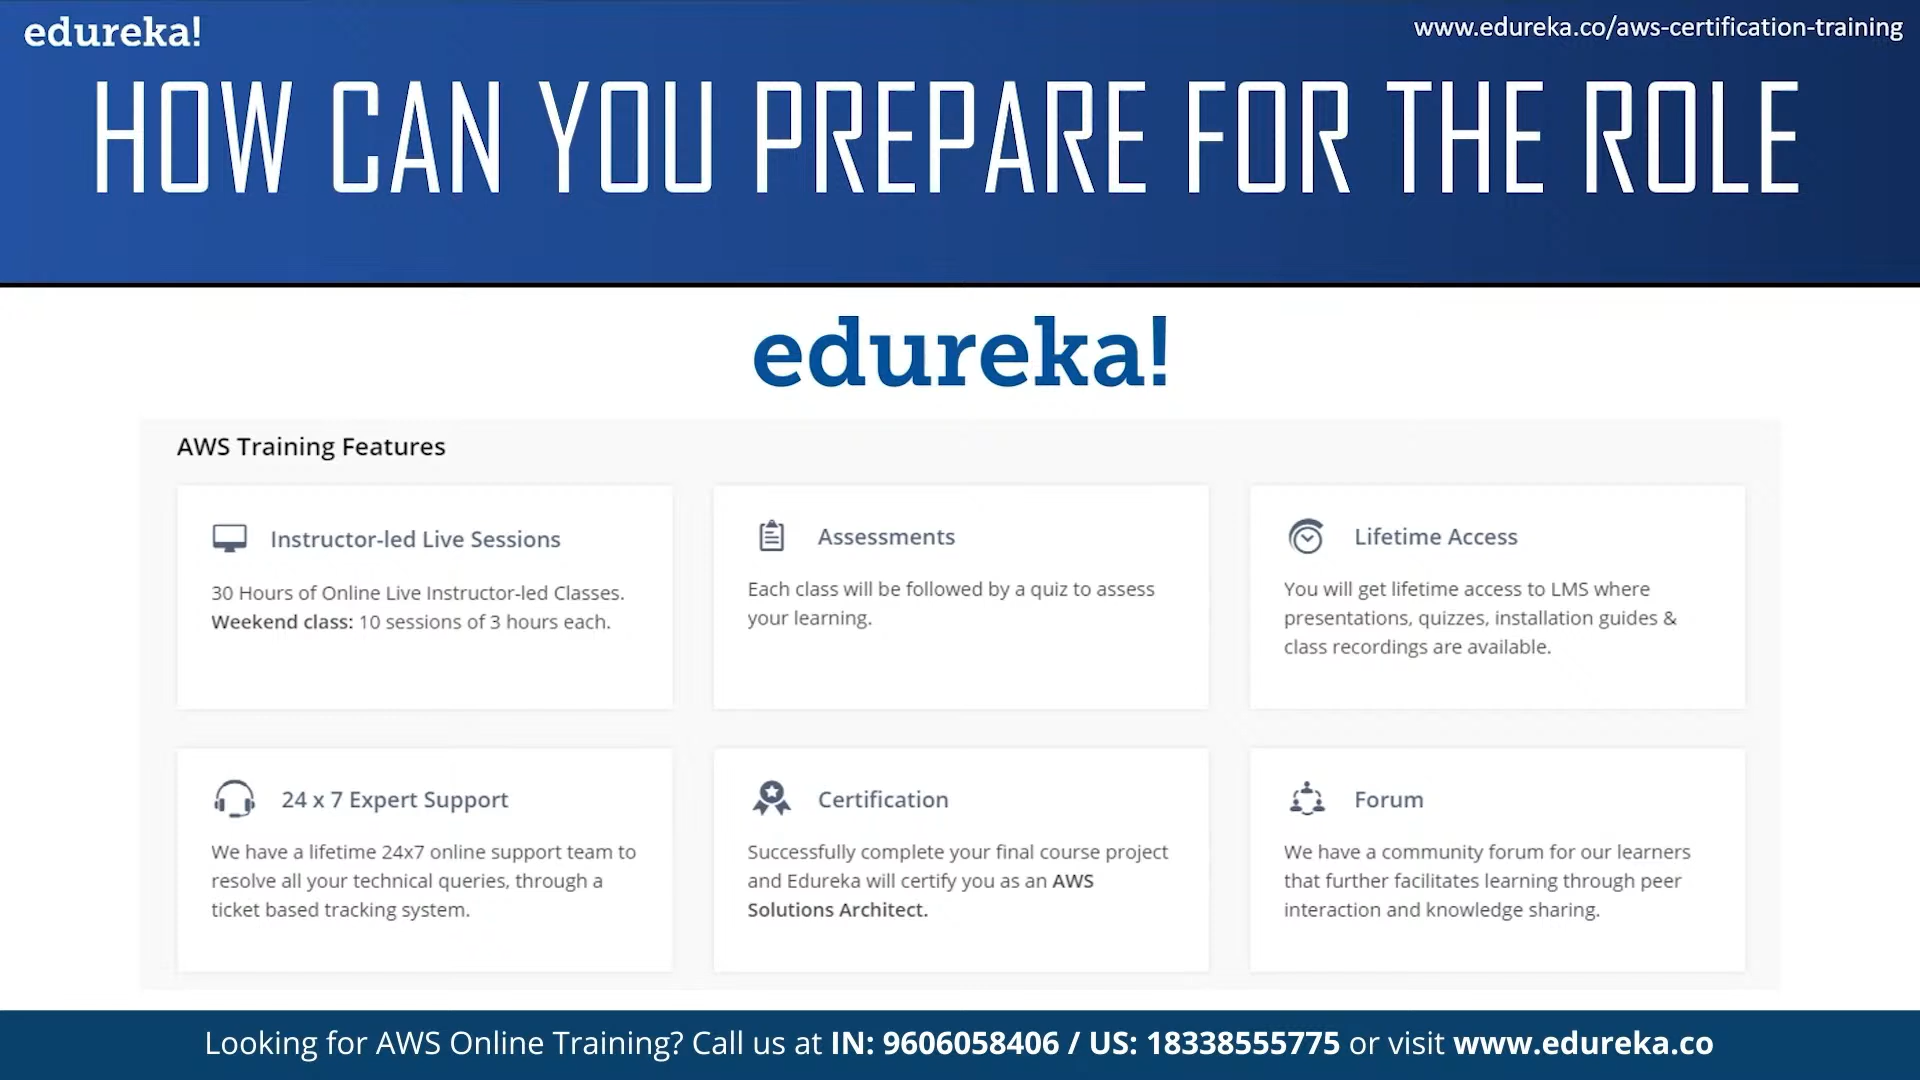 edureka!
www.edureka.co/aws-certification-training
HOW CAN YOU PREPARE FOR THE ROLE
edureka!
AWS Training Features
Instructor-led Live Sessions
30 Hours of Online Live Instructor-led Classes.
Weekend class: 10 sessions of 3 hours each.
Assessments
Each class will be followed by a quiz to assess
your learning.
Lifetime Access
You will get lifetime access to LMS where
presentations, quizzes, installation guides &
class recordings are available.
24 x 7 Expert Support
We have a lifetime 24x7 online support team to
resolve all your technical queries, through a
ticket based tracking system.
Certification
Successfully complete your final course project
and Edureka will certify you as an AWS
Solutions Architect.
Forum
We have a community forum for our learners
that further facilitates learning through peer
interaction and knowledge sharing.
Looking for AWS Online Training? Call us at IN: 9606058406 / US: 18338555775 or visit www.edureka.co